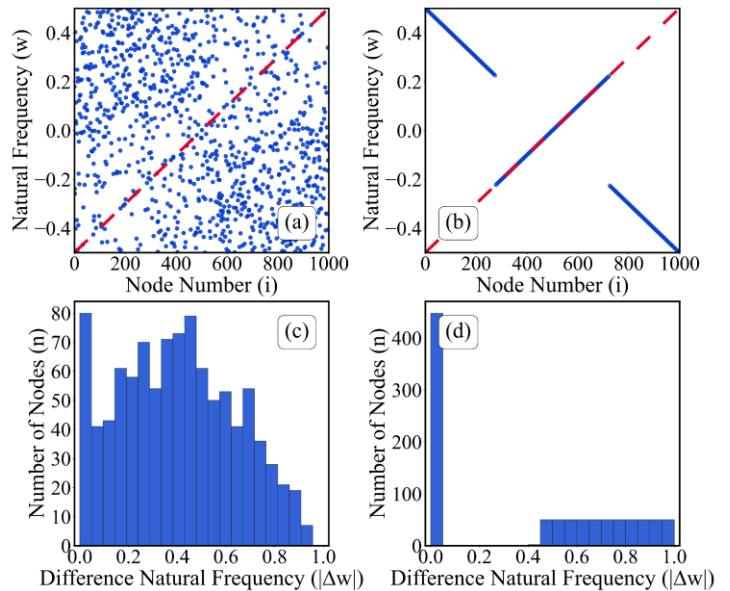 Natural Frequency (w)
0.4
0.2
0.0
−0.2
−0.4
(a)
0 200 400 600 800 1000
Node Number (i)
Natural Frequency (w)
0.4
0.2
0.0
−0.2
−0.4
(b)
0 200 400 600 800 1000
Node Number (i)
Number of Nodes (n)
80
70
60
50
40
30
20
10
0
(c)
0.0 0.2 0.4 0.6 0.8 1.0
Difference Natural Frequency (|Δw|)
Number of Nodes (n)
400
300
200
100
0
(d)
0.0 0.2 0.4 0.6 0.8 1.0
Difference Natural Frequency (|Δw|)